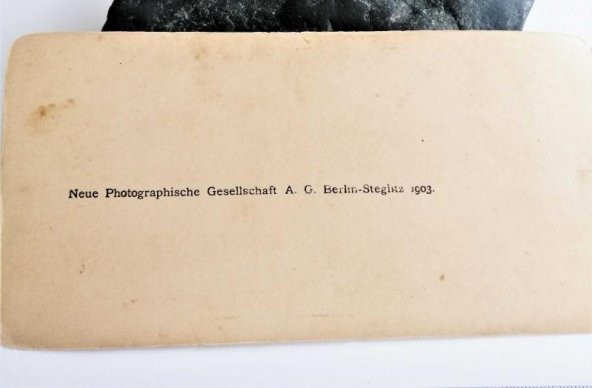 Neue Photographische Gesellschaft A. G. Berlin-Steglitz 1903.